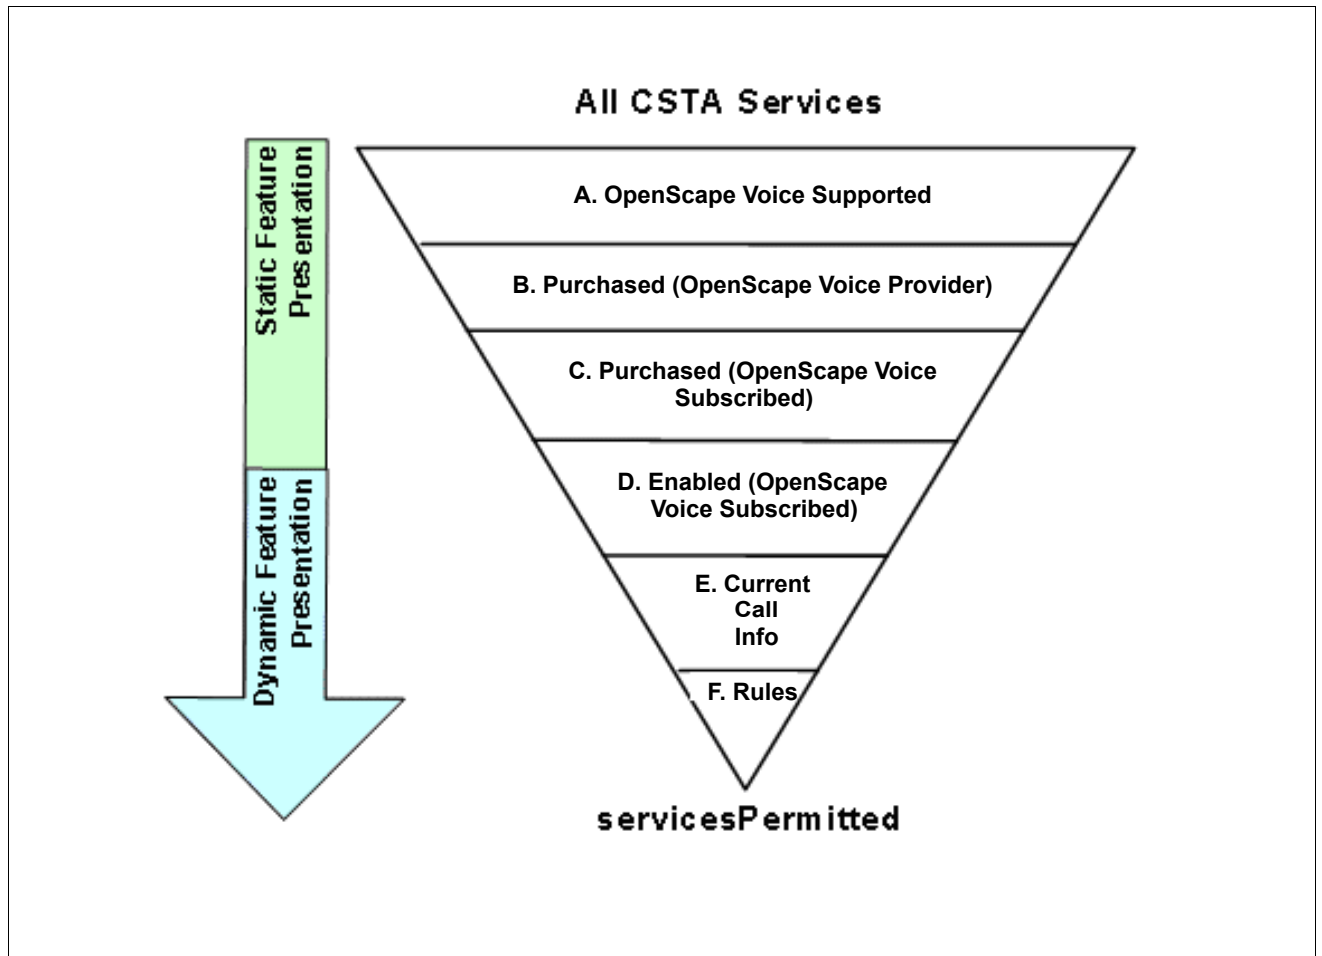 All CSTA Services
Static Feature
Presentation
Dynamic Feature
Presentation
A. OpenScape Voice Supported
B. Purchased (OpenScape Voice Provider)
C. Purchased (OpenScape Voice
Subscribed)
D. Enabled (OpenScape
Voice Subscribed)
E. Current
Call
Info
F. Rules
servicesPermitted